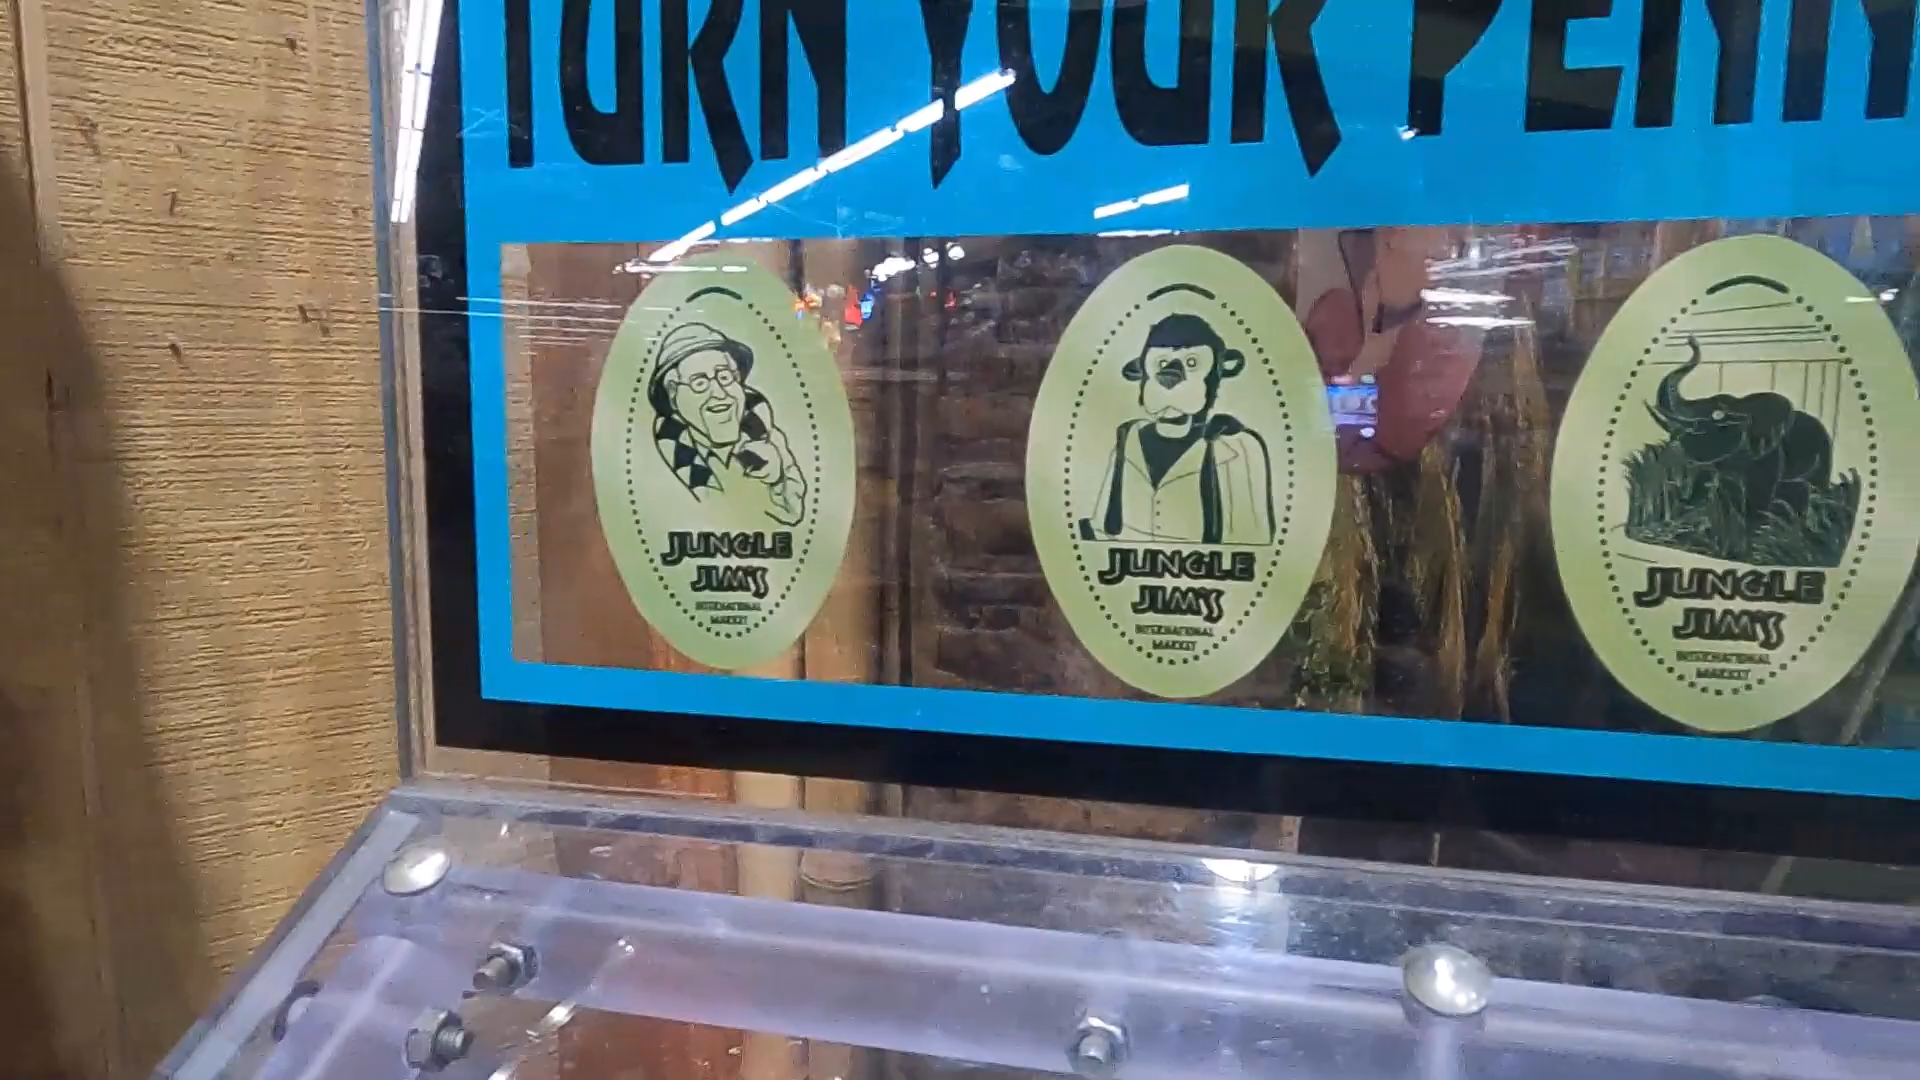 TURN YOUR PENN
JUNGLE
JIM'S
INTERNATIONAL
MARKET
JUNGLE
JIM'S
INTERNATIONAL
MARKET
JUNGLE
JIM'S
INTERNATIONAL
MARKET